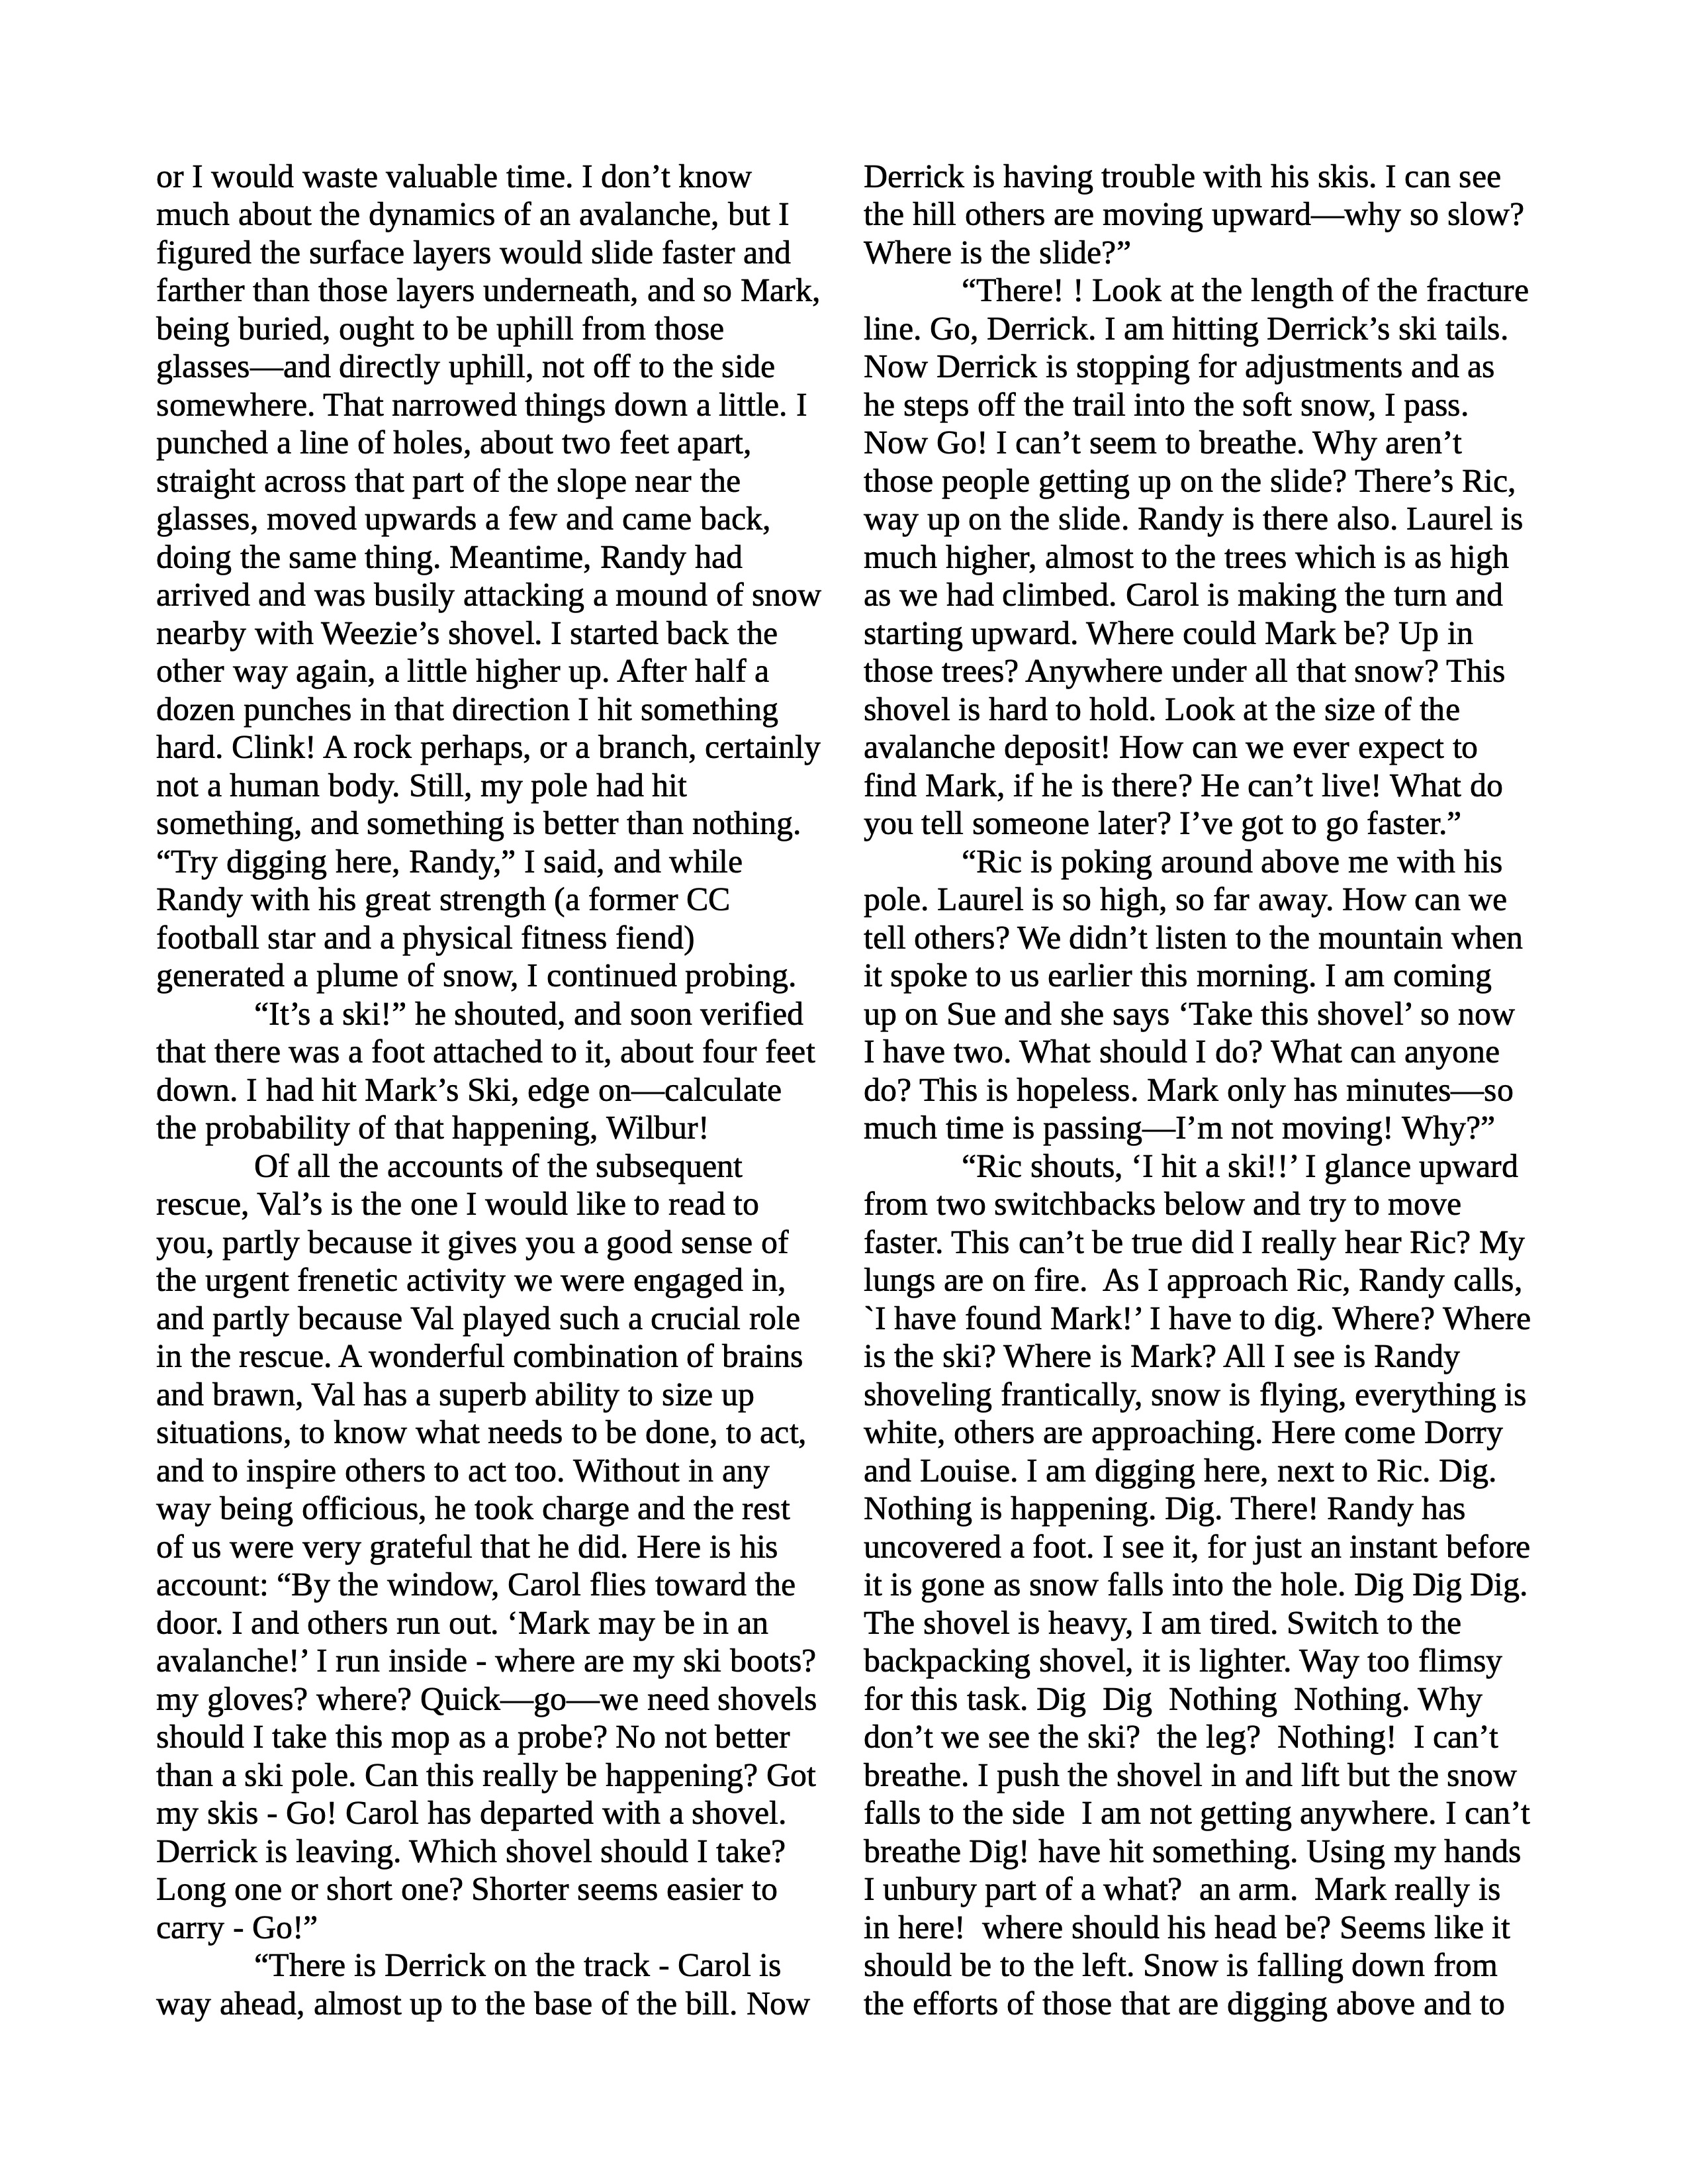 or I would waste valuable time. I don’t know
much about the dynamics of an avalanche, but I
figured the surface layers would slide faster and
farther than those layers underneath, and so Mark,
being buried, ought to be uphill from those
glasses—and directly uphill, not off to the side
somewhere. That narrowed things down a little. I
punched a line of holes, about two feet apart,
straight across that part of the slope near the
glasses, moved upwards a few and came back,
doing the same thing. Meantime, Randy had
arrived and was busily attacking a mound of snow
nearby with Weezie’s shovel. I started back the
other way again, a little higher up. After half a
dozen punches in that direction I hit something
hard. Clink! A rock perhaps, or a branch, certainly
not a human body. Still, my pole had hit
something, and something is better than nothing.
“Try digging here, Randy,” I said, and while
Randy with his great strength (a former CC
football star and a physical fitness fiend)
generated a plume of snow, I continued probing.
“It’s a ski!” he shouted, and soon verified
that there was a foot attached to it, about four feet
down. I had hit Mark’s Ski, edge on—calculate
the probability of that happening, Wilbur!
Of all the accounts of the subsequent
rescue, Val’s is the one I would like to read to
you, partly because it gives you a good sense of
the urgent frenetic activity we were engaged in,
and partly because Val played such a crucial role
in the rescue. A wonderful combination of brains
and brawn, Val has a superb ability to size up
situations, to know what needs to be done, to act,
and to inspire others to act too. Without in any
way being officious, he took charge and the rest
of us were very grateful that he did. Here is his
account: “By the window, Carol flies toward the
door. I and others run out. ‘Mark may be in an
avalanche!’ I run inside - where are my ski boots?
my gloves? where? Quick—go—we need shovels
should I take this mop as a probe? No not better
than a ski pole. Can this really be happening? Got
my skis - Go! Carol has departed with a shovel.
Derrick is leaving. Which shovel should I take?
Long one or short one? Shorter seems easier to
carry - Go!”
“There is Derrick on the track - Carol is
way ahead, almost up to the base of the bill. Now
Derrick is having trouble with his skis. I can see
the hill others are moving upward—why so slow?
Where is the slide?”
“There! ! Look at the length of the fracture
line. Go, Derrick. I am hitting Derrick’s ski tails.
Now Derrick is stopping for adjustments and as
he steps off the trail into the soft snow, I pass.
Now Go! I can’t seem to breathe. Why aren’t
those people getting up on the slide? There’s Ric,
way up on the slide. Randy is there also. Laurel is
much higher, almost to the trees which is as high
as we had climbed. Carol is making the turn and
starting upward. Where could Mark be? Up in
those trees? Anywhere under all that snow? This
shovel is hard to hold. Look at the size of the
avalanche deposit! How can we ever expect to
find Mark, if he is there? He can’t live! What do
you tell someone later? I’ve got to go faster.”
“Ric is poking around above me with his
pole. Laurel is so high, so far away. How can we
tell others? We didn’t listen to the mountain when
it spoke to us earlier this morning. I am coming
up on Sue and she says ‘Take this shovel’ so now
I have two. What should I do? What can anyone
do? This is hopeless. Mark only has minutes—so
much time is passing—I’m not moving! Why?”
“Ric shouts, ‘I hit a ski!!’ I glance upward
from two switchbacks below and try to move
faster. This can’t be true did I really hear Ric? My
lungs are on fire.  As I approach Ric, Randy calls,
`I have found Mark!’ I have to dig. Where? Where
is the ski? Where is Mark? All I see is Randy
shoveling frantically, snow is flying, everything is
white, others are approaching. Here come Dorry
and Louise. I am digging here, next to Ric. Dig.
Nothing is happening. Dig. There! Randy has
uncovered a foot. I see it, for just an instant before
it is gone as snow falls into the hole. Dig Dig Dig.
The shovel is heavy, I am tired. Switch to the
backpacking shovel, it is lighter. Way too flimsy
for this task. Dig  Dig  Nothing  Nothing. Why
don’t we see the ski?  the leg?  Nothing!  I can’t
breathe. I push the shovel in and lift but the snow
falls to the side  I am not getting anywhere. I can’t
breathe Dig! have hit something. Using my hands
I unbury part of a what?  an arm.  Mark really is
in here!  where should his head be? Seems like it
should be to the left. Snow is falling down from
the efforts of those that are digging above and to